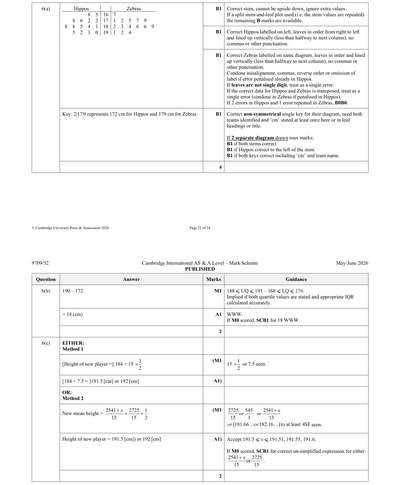 6(a)
Hippos Zebras
8 5 16 7
8 6 2 2 17 1 2 5 7 9
8 8 5 4 1 18 2 3 4 6 6 9
5 2 1 0 19 1 2 4
B1 Correct stem, cannot be upside down, ignore extra values.
If a split stem-and-leaf plot used (i.e. the stem values are repeated)
the remaining B marks are available.
B1 Correct Hippos labelled on left, leaves in order from right to left
and lined up vertically (less than halfway to next column), no
commas or other punctuation.
B1 Correct Zebras labelled on same diagram, leaves in order and lined
up vertically (less than halfway to next column), no commas or
other punctuation.
Condone misalignment, commas, reverse order or omission of
label if error penalised already in Hippos.
If leaves are not single digit, treat as a single error.
If the correct data for Hippos and Zebras is transposed, treat as a
single error (condone in Zebras if penalised in Hippos).
If 2 errors in Hippos and 1 error repeated in Zebras, B0B0.
Key: 2|17|9 represents 172 cm for Hippos and 179 cm for Zebras
B1 Correct non-symmetrical single key for their diagram, need both
teams identified and 'cm' stated at least once here or in leaf
headings or title.
If 2 separate diagram drawn max marks:
B1 if both stems correct
B1 if Hippos correct to the left of the stem
B1 if both keys correct including 'cm' and team name.
4
© Cambridge University Press & Assessment 2026 Page 21 of 24
9709/52 Cambridge International AS & A Level – Mark Scheme May/June 2026
PUBLISHED
Question Answer Marks Guidance
6(b) 190 – 172 M1 188 ⩽ UQ ⩽ 191 – 168 ⩽ LQ ⩽ 176.
Implied if both quartile values are stated and appropriate IQR
calculated accurately.
= 18 (cm) A1 WWW.
If M0 scored, SCB1 for 18 WWW.
2
6(c) EITHER:
Method 1
[Height of new player =] 184 + 15 × 1/2 (M1 15 × 1/2 or 7.5 seen.
[184 + 7.5 = ]191.5 [cm] or 192 [cm] A1)
OR:
Method 2
New mean height = (2541 + x)/15 = 2725/15 + 1/2 (M1 2725/15 or 545/3 or (2541 + x)/15
or (181.66... or 182.16...) to at least 4SF seen.
Height of new player = 191.5 [cm]) or 192 [cm] A1) Accept 191.5 ⩽ x ⩽ 191.51, 191.55, 191.6.
If M0 scored, SCB1 for correct un-simplified expression for either
(2541 + x)/15 or 2725/15
2